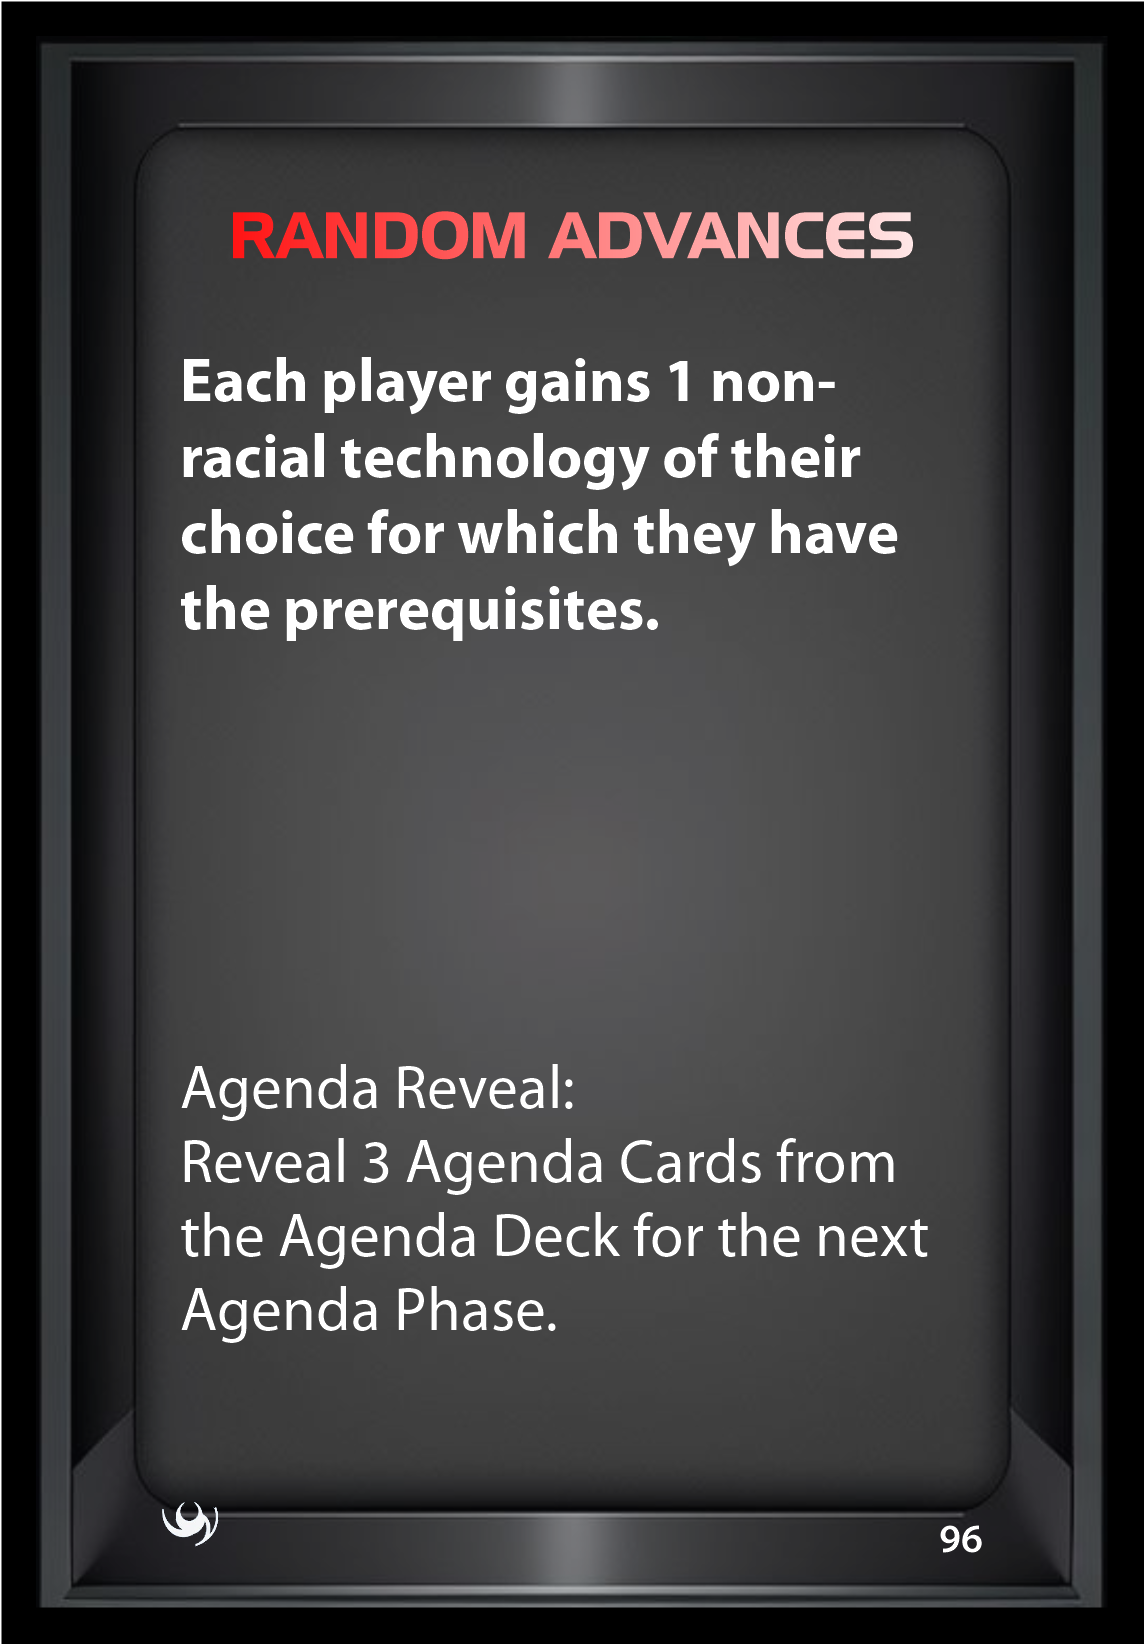 RANDOM ADVANCES
Each player gains 1 non-
racial technology of their
choice for which they have
the prerequisites.
Agenda Reveal:
Reveal 3 Agenda Cards from
the Agenda Deck for the next
Agenda Phase.
96